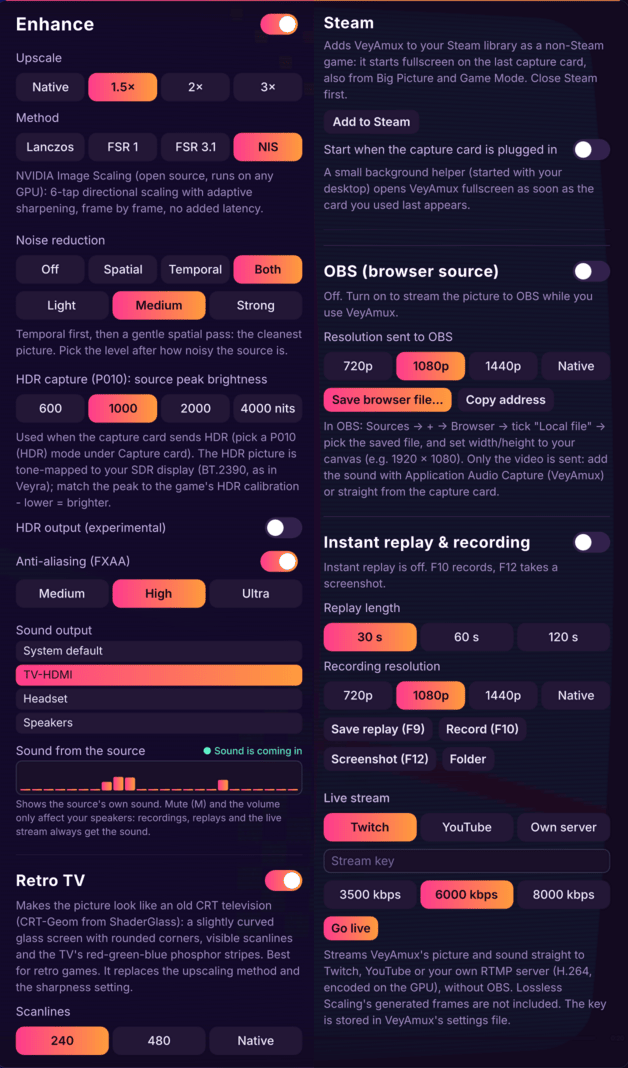 Enhance
Upscale
Native 1.5× 2× 3×
Method
Lanczos FSR 1 FSR 3.1 NIS
NVIDIA Image Scaling (open source, runs on any
GPU): 6-tap directional scaling with adaptive
sharpening, frame by frame, no added latency.
Noise reduction
Off Spatial Temporal Both
Light Medium Strong
Temporal first, then a gentle spatial pass: the cleanest
picture. Pick the level after how noisy the source is.
HDR capture (P010): source peak brightness
600 1000 2000 4000 nits
Used when the capture card sends HDR (pick a P010
(HDR) mode under Capture card). The HDR picture is
tone-mapped to your SDR display (BT.2390, as in
Veyra); match the peak to the game's HDR calibration
- lower = brighter.
HDR output (experimental)
Anti-aliasing (FXAA)
Medium High Ultra
Sound output
System default
TV-HDMI
Headset
Speakers
Sound from the source Sound is coming in
Shows the source's own sound. Mute (M) and the volume
only affect your speakers: recordings, replays and the live
stream always get the sound.
Retro TV
Makes the picture look like an old CRT television
(CRT-Geom from ShaderGlass): a slightly curved
glass screen with rounded corners, visible scanlines
and the TV's red-green-blue phosphor stripes. Best
for retro games. It replaces the upscaling method and
the sharpness setting.
Scanlines
240 480 Native
Steam
Adds VeyAmux to your Steam library as a non-Steam
game: it starts fullscreen on the last capture card,
also from Big Picture and Game Mode. Close Steam
first.
Add to Steam
Start when the capture card is plugged in
A small background helper (started with your
desktop) opens VeyAmux fullscreen as soon as the
card you used last appears.
OBS (browser source)
Off. Turn on to stream the picture to OBS while you
use VeyAmux.
Resolution sent to OBS
720p 1080p 1440p Native
Save browser file... Copy address
In OBS: Sources → + → Browser → tick "Local file" →
pick the saved file, and set width/height to your
canvas (e.g. 1920 × 1080). Only the video is sent: add
the sound with Application Audio Capture (VeyAmux)
or straight from the capture card.
Instant replay & recording
Instant replay is off. F10 records, F12 takes a
screenshot.
Replay length
30 s 60 s 120 s
Recording resolution
720p 1080p 1440p Native
Save replay (F9) Record (F10)
Screenshot (F12) Folder
Live stream
Twitch YouTube Own server
Stream key
3500 kbps 6000 kbps 8000 kbps
Go live
Streams VeyAmux's picture and sound straight to
Twitch, YouTube or your own RTMP server (H.264,
encoded on the GPU), without OBS. Lossless
Scaling's generated frames are not included. The key
is stored in VeyAmux's settings file.